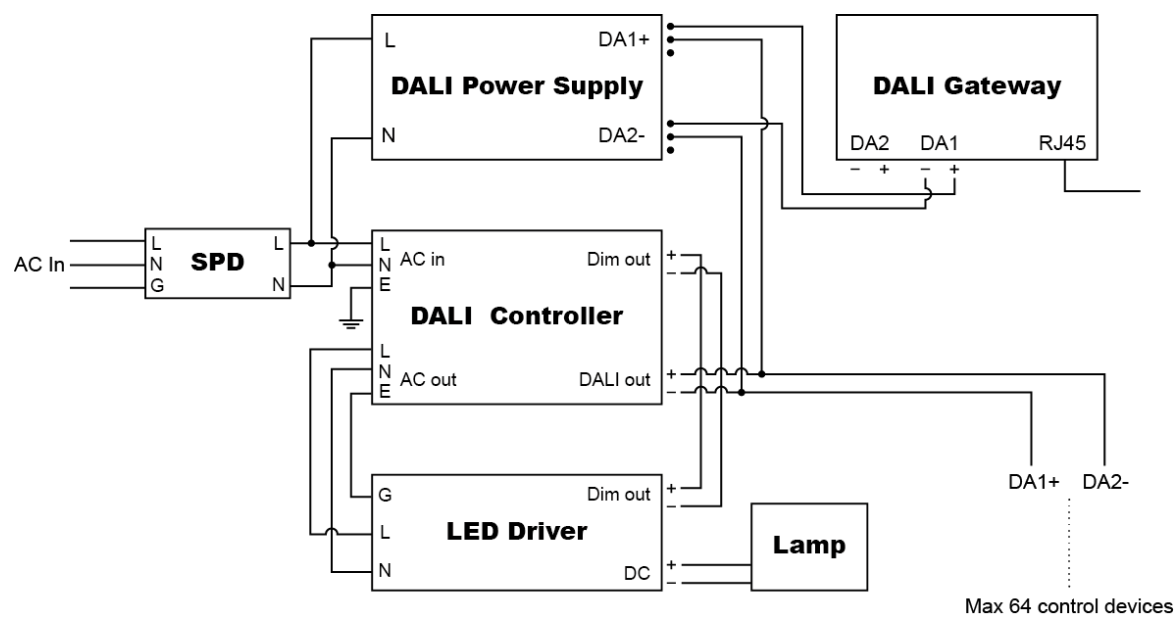 L
DA1+
DALI Power Supply
N
DA2-
DALI Gateway
DA2 DA1 RJ45
− + − +
AC In
L
N
G
SPD
L
N
L
N
E
AC in
Dim out
+
−
DALI Controller
L
N
E
AC out
DALI out
+
−
G
L
N
Dim out
+
−
LED Driver
DC
+
−
Lamp
DA1+ DA2-
Max 64 control devices